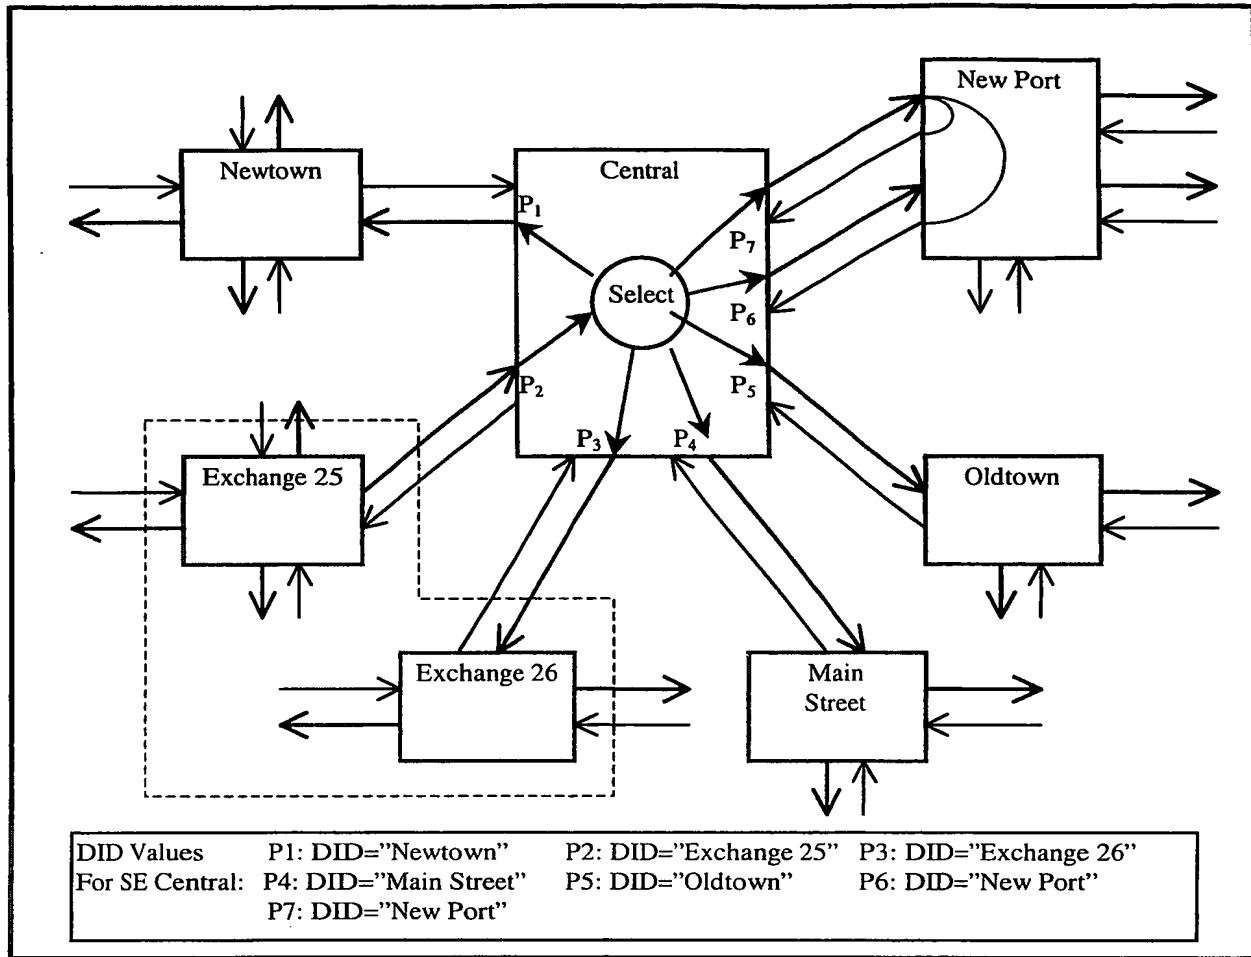 New Port
Newtown
Central
P1
P7
Select
P6
P2
P5
P3
P4
Exchange 25
Oldtown
Exchange 26
Main
Street
DID Values P1: DID="Newtown" P2: DID="Exchange 25" P3: DID="Exchange 26"
For SE Central: P4: DID="Main Street" P5: DID="Oldtown" P6: DID="New Port"
P7: DID="New Port"